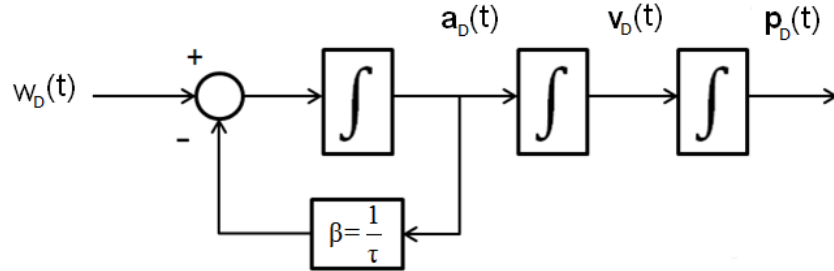 a_D(t) v_D(t) p_D(t)
+
w_D(t) ∫ ∫ ∫
-
β=1/τ